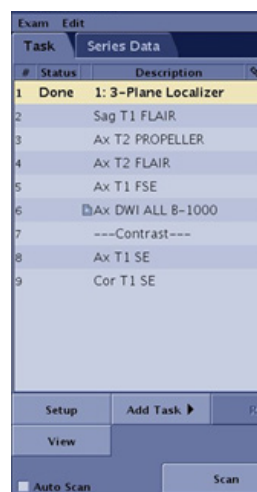 Exam Edit
Task Series Data
# Status Description
1 Done 1: 3-Plane Localizer
2 Sag T1 FLAIR
3 Ax T2 PROPELLER
4 Ax T2 FLAIR
5 Ax T1 FSE
6 Ax DWI ALL B-1000
7 ---Contrast---
8 Ax T1 SE
9 Cor T1 SE
Setup Add Task
View
Auto Scan Scan